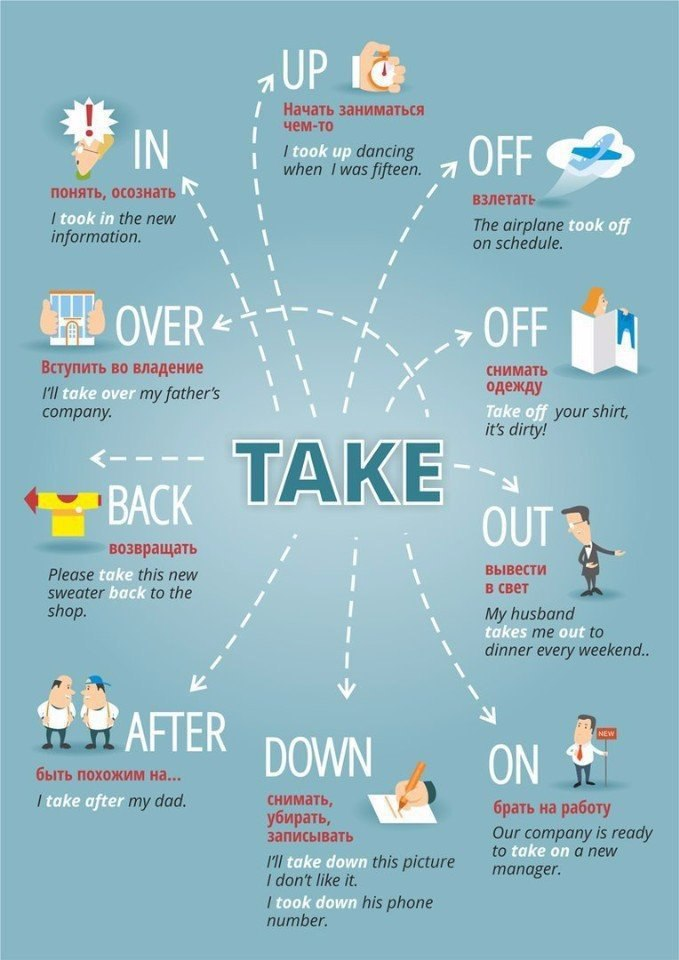 UP
Начать заниматься
чем-то
I took up dancing
when I was fifteen.
IN
понять, осознать
I took in the new
information.
OFF
взлетать
The airplane took off
on schedule.
OVER
Вступить во владение
I'll take over my father's
company.
OFF
снимать
одежду
Take off your shirt,
it's dirty!
TAKE
BACK
возвращать
Please take this new
sweater back to the
shop.
OUT
вывести
в свет
My husband
takes me out to
dinner every weekend..
AFTER
быть похожим на...
I take after my dad.
DOWN
снимать,
убирать,
записывать
I'll take down this picture
I don't like it.
I took down his phone
number.
NEW
ON
брать на работу
Our company is ready
to take on a new
manager.